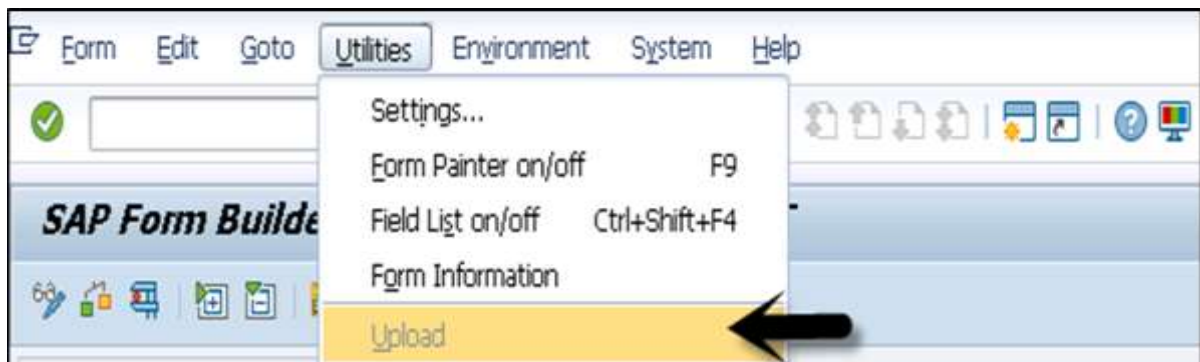 Form Edit Goto Utilities Environment System Help
Settings...
Form Painter on/off F9
SAP Form Builde
Field List on/off Ctrl+Shift+F4
Form Information
Upload